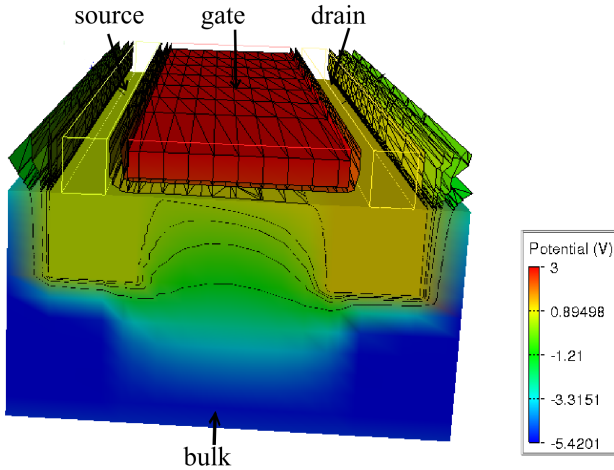 source
gate
drain
Potential (V)
3
0.89498
-1.21
-3.3151
-5.4201
bulk